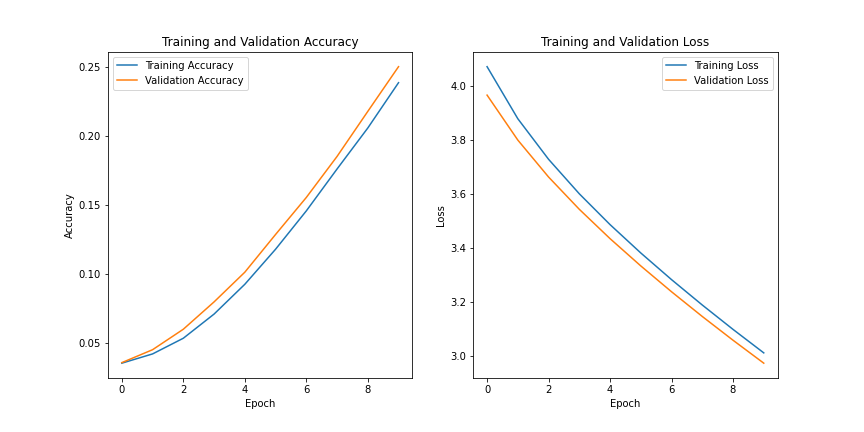 Training and Validation Accuracy
Training Accuracy
Validation Accuracy
0.25
0.20
0.15
0.10
0.05
Accuracy
0 2 4 6 8
Epoch
Training and Validation Loss
Training Loss
Validation Loss
4.0
3.8
3.6
3.4
3.2
3.0
Loss
0 2 4 6 8
Epoch